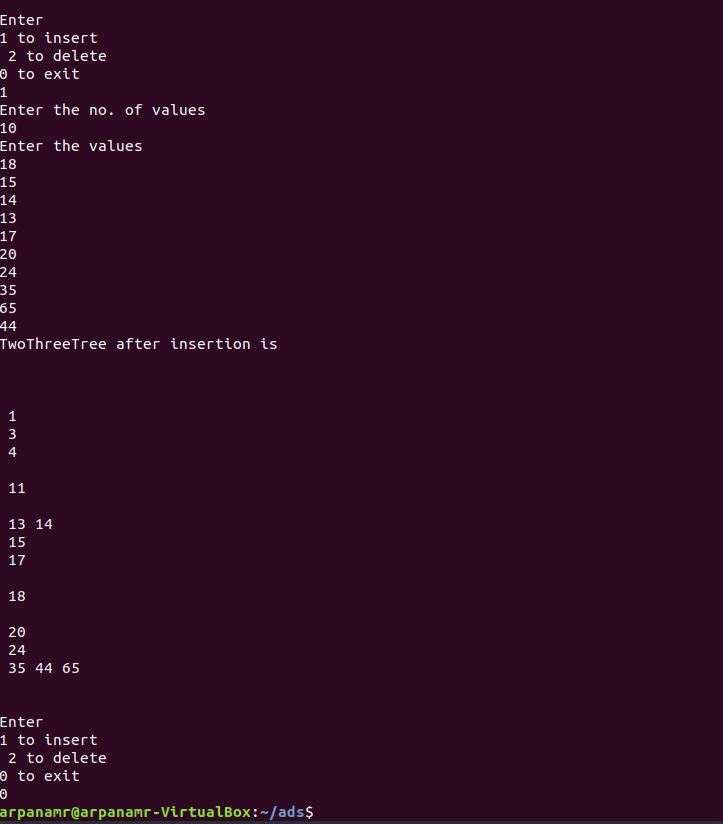 Enter
1 to insert
 2 to delete
0 to exit
1
Enter the no. of values
10
Enter the values
18
15
14
13
17
20
24
35
65
44
TwoThreeTree after insertion is
 1
 3
 4
 11
 13 14
 15
 17
 18
 20
 24
 35 44 65
Enter
1 to insert
 2 to delete
0 to exit
0
arpanamr@arpanamr-VirtualBox:~/ads$